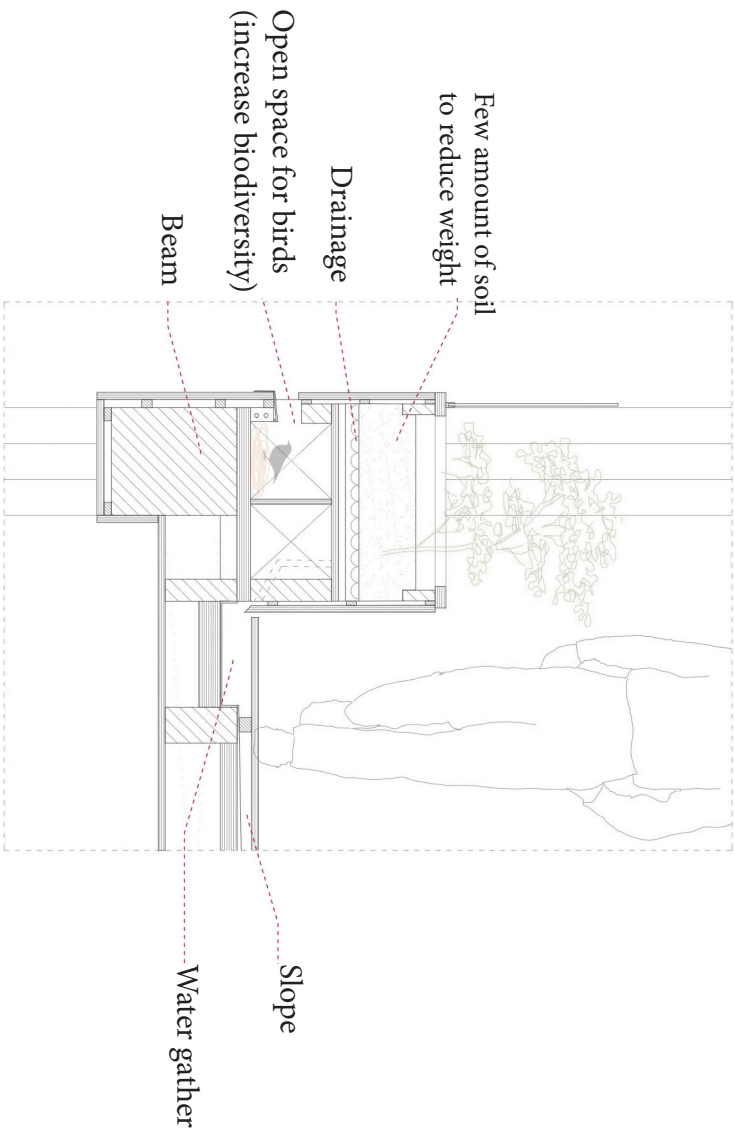 Few amount of soil
to reduce weight
Drainage
Open space for birds
(increase biodiversity)
Beam
Slope
Water gather